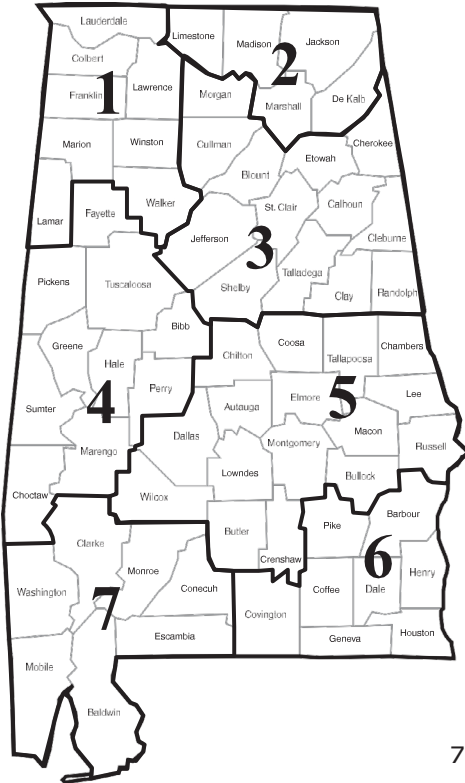 Lauderdale
Limestone
Madison
Jackson
Colbert
2
Lawrence
Franklin
1
Morgan
Marshall
De Kalb
Marion
Winston
Cullman
Cherokee
Etowah
Blount
Walker
St. Clair
Calhoun
Lamar
Fayette
Jefferson
3
Cleburne
Talladega
Pickens
Tuscaloosa
Shelby
Clay
Randolph
Bibb
Greene
Hale
Chilton
Coosa
Tallapoosa
Chambers
Perry
4
Sumter
Autauga
Elmore
5
Lee
Macon
Dallas
Montgomery
Russell
Marengo
Lowndes
Bullock
Choctaw
Wilcox
Barbour
Pike
Butler
Clarke
Crenshaw
6
Monroe
Henry
Conecuh
Coffee
Dale
Washington
7
Covington
Escambia
Geneva
Houston
Mobile
Baldwin
7